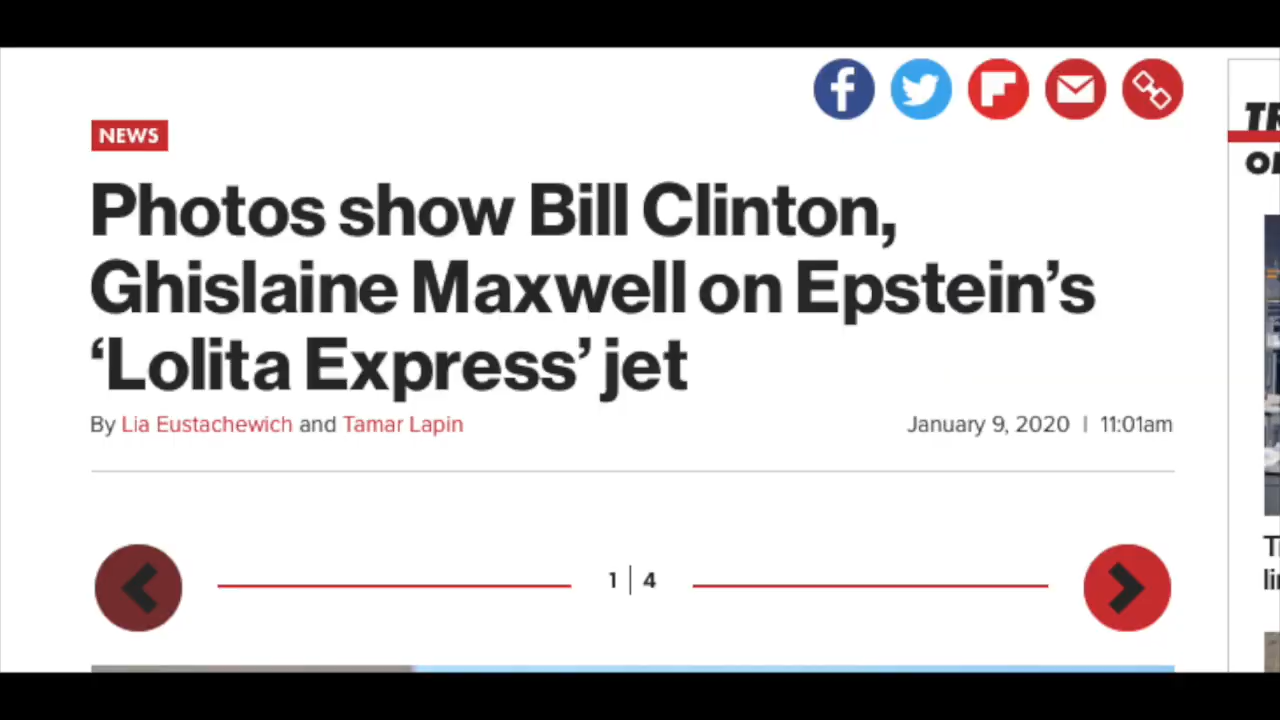 NEWS
Photos show Bill Clinton,
Ghislaine Maxwell on Epstein’s
‘Lolita Express’ jet
By Lia Eustachewich and Tamar Lapin
January 9, 2020 | 11:01am
1 | 4